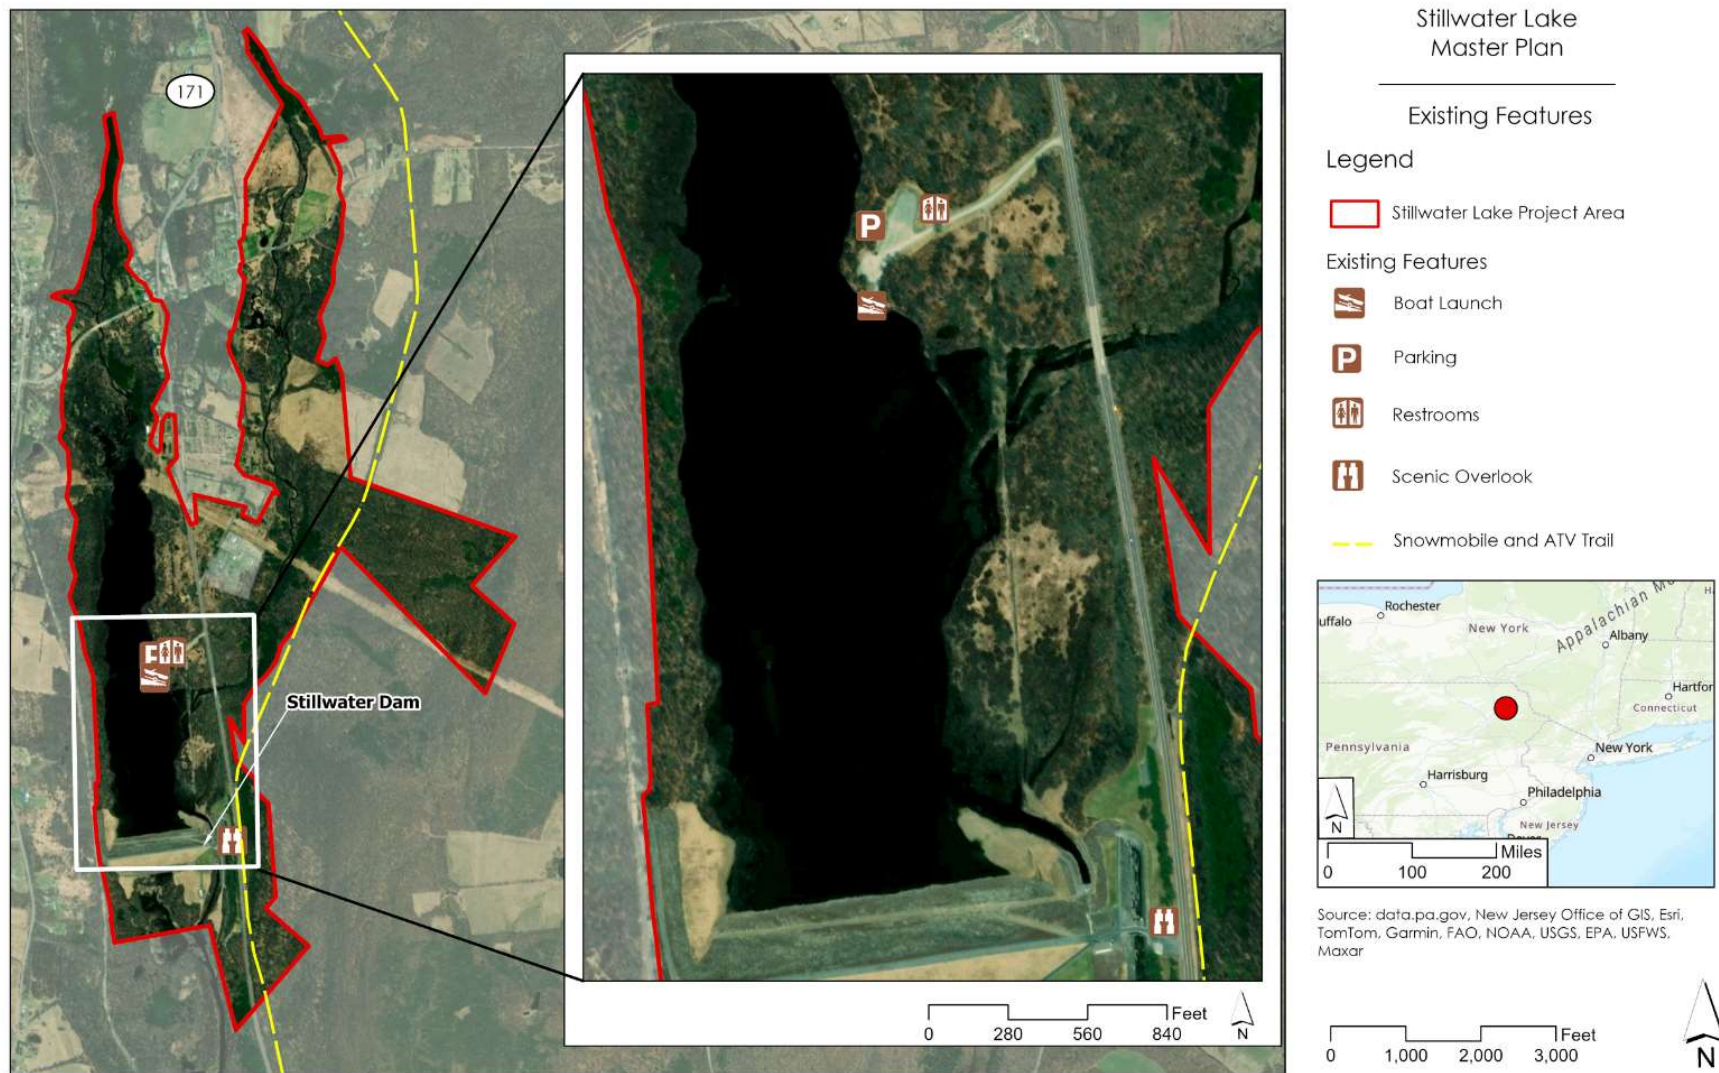 Stillwater Lake
Master Plan
Existing Features
Legend
Stillwater Lake Project Area
Existing Features
Boat Launch
P
Parking
Restrooms
Scenic Overlook
Snowmobile and ATV Trail
171
P
Stillwater Dam
P
Feet
0 280 560 840
N
Rochester
uffalo
New York
Albany
Appalachian M
H
Hartfor
Connecticut
Pennsylvania
New York
Harrisburg
Philadelphia
New Jersey
N
Miles
0 100 200
Source: data.pa.gov, New Jersey Office of GIS, Esri,
TomTom, Garmin, FAO, NOAA, USGS, EPA, USFWS,
Maxar
Feet
0 1,000 2,000 3,000
N